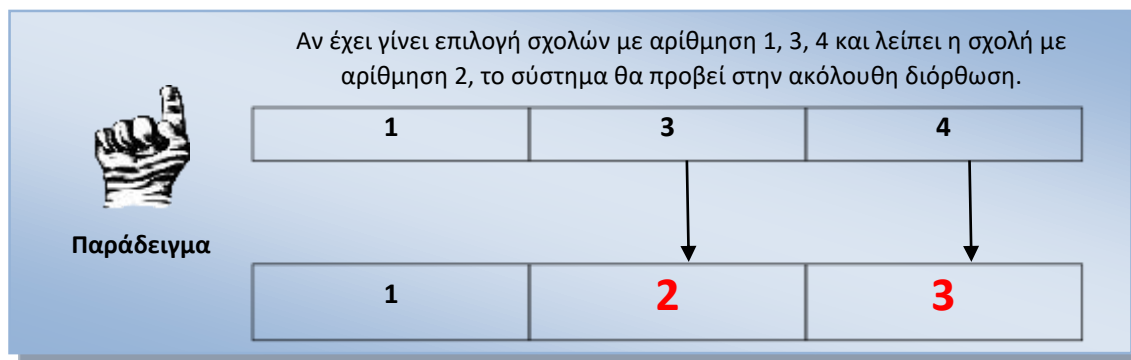 Αν έχει γίνει επιλογή σχολών με αρίθμηση 1, 3, 4 και λείπει η σχολή με
αρίθμηση 2, το σύστημα θα προβεί στην ακόλουθη διόρθωση.
1 3 4
Παράδειγμα
1 2 3